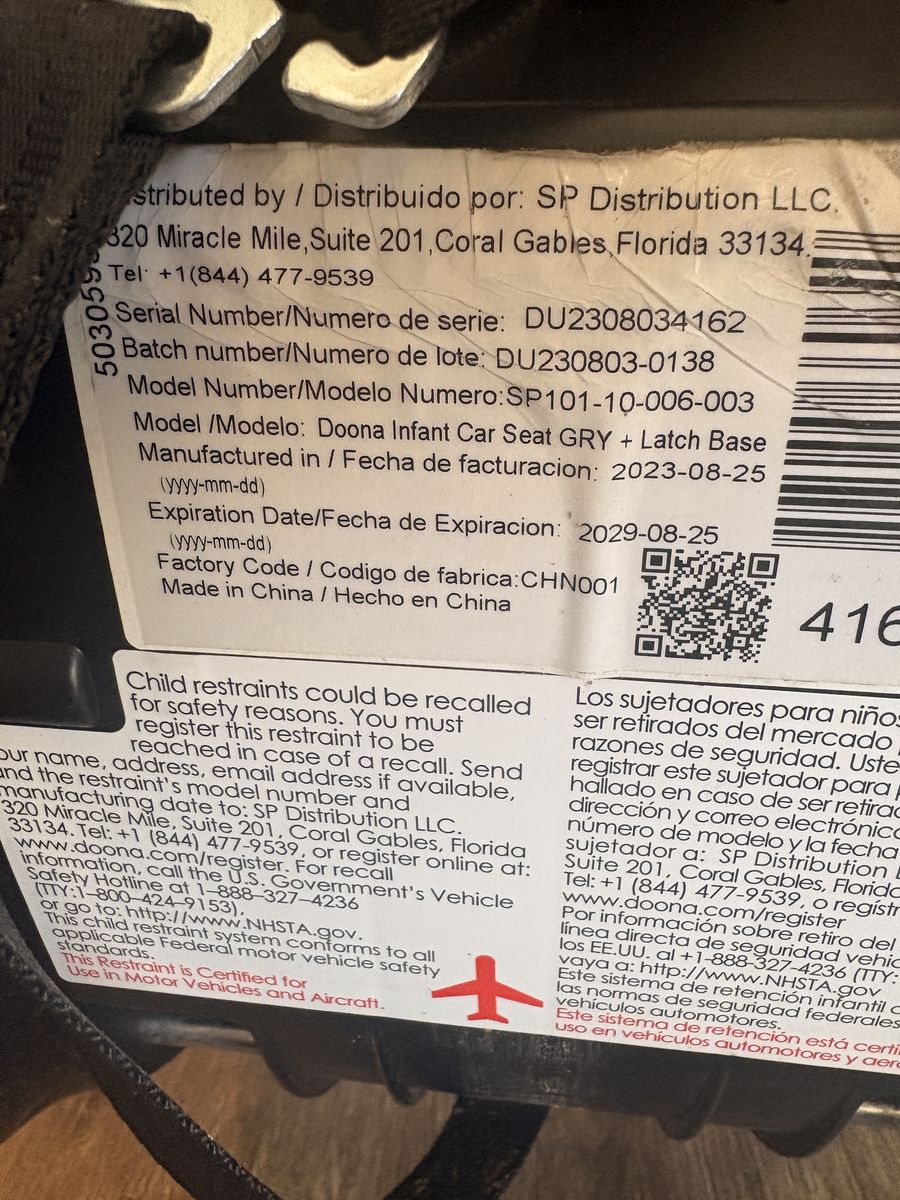 stributed by / Distribuido por: SP Distribution LLC.
320 Miracle Mile,Suite 201,Coral Gables,Florida 33134.
Tel: +1(844) 477-9539
Serial Number/Numero de serie: DU2308034162
Batch number/Numero de lote: DU230803-0138
Model Number/Modelo Numero:SP101-10-006-003
Model /Modelo: Doona Infant Car Seat GRY + Latch Base
Manufactured in / Fecha de facturacion: 2023-08-25
(yyyy-mm-dd)
Expiration Date/Fecha de Expiracion: 2029-08-25
(yyyy-mm-dd)
Factory Code / Codigo de fabrica:CHN001
Made in China / Hecho en China
416
Child restraints could be recalled
for safety reasons. You must
register this restraint to be
reached in case of a recall. Send
our name, address, email address if available,
and the restraint's model number and
manufacturing date to: SP Distribution LLC.
320 Miracle Mile, Suite 201, Coral Gables, Florida
33134. Tel: +1 (844) 477-9539, or register online at:
www.doona.com/register. For recall
information, call the U.S. Government's Vehicle
Safety Hotline at 1-888-327-4236
(TTY:1-800-424-9153),
or go to: http://www.NHSTA.gov.
This child restraint system conforms to all
applicable Federal motor vehicle safety
standards.
This Restraint is Certified for
Use in Motor Vehicles and Aircraft.
Los sujetadores para niños
ser retirados del mercado
razones de seguridad. Uste
registrar este sujetador para
hallado en caso de ser retira
dirección y correo electrónic
número de modelo y la fecha
sujetador a: SP Distribution
Suite 201, Coral Gables, Florid
Tel: +1 (844) 477-9539, o regístr
www.doona.com/register
Por información sobre retiro del
línea directa de seguridad vehic
los EE.UU. al +1-888-327-4236 (TTY:
vaya a: http://www.NHSTA.gov
Este sistema de retención infantil
las normas de seguridad federales
vehículos automotores.
Este sistema de retención está certi
uso en vehículos automotores y aer